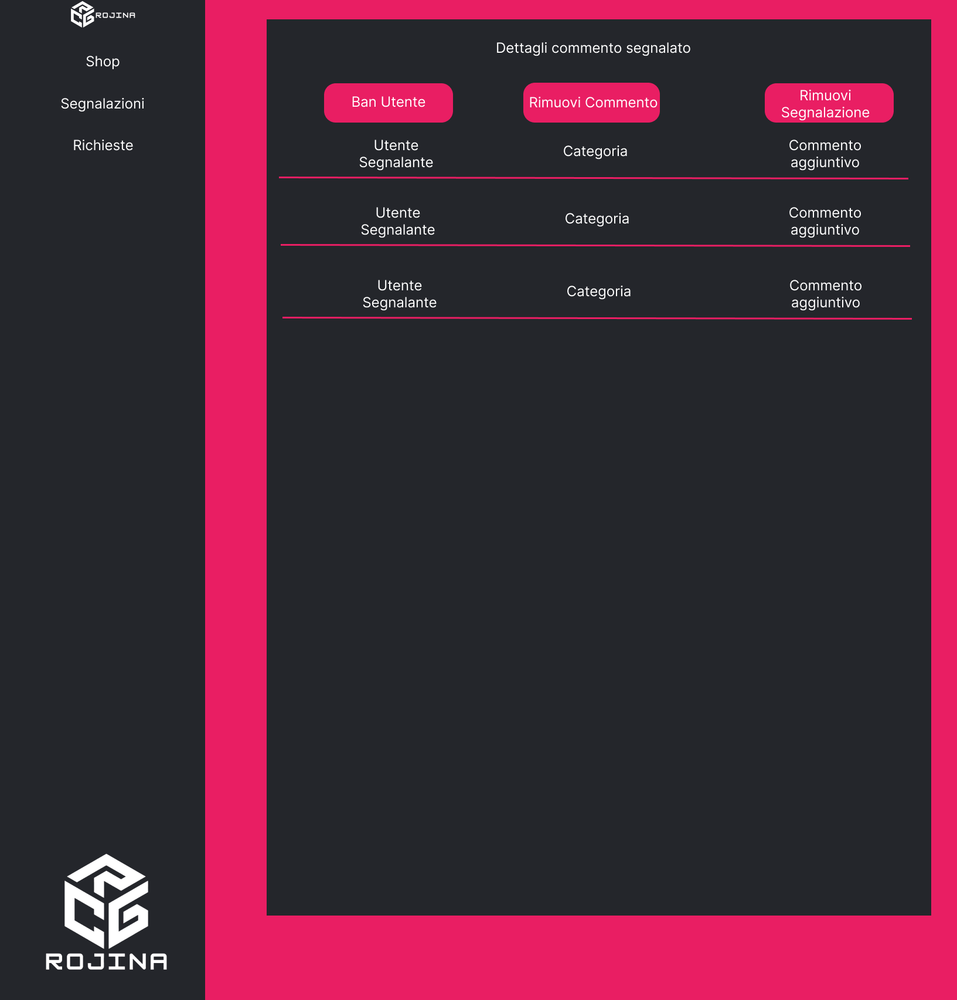 ROJINA
Shop
Segnalazioni
Richieste
Dettagli commento segnalato
Ban Utente
Rimuovi Commento
Rimuovi
Segnalazione
Utente
Segnalante
Categoria
Commento
aggiuntivo
Utente
Segnalante
Categoria
Commento
aggiuntivo
Utente
Segnalante
Categoria
Commento
aggiuntivo
ROJINA